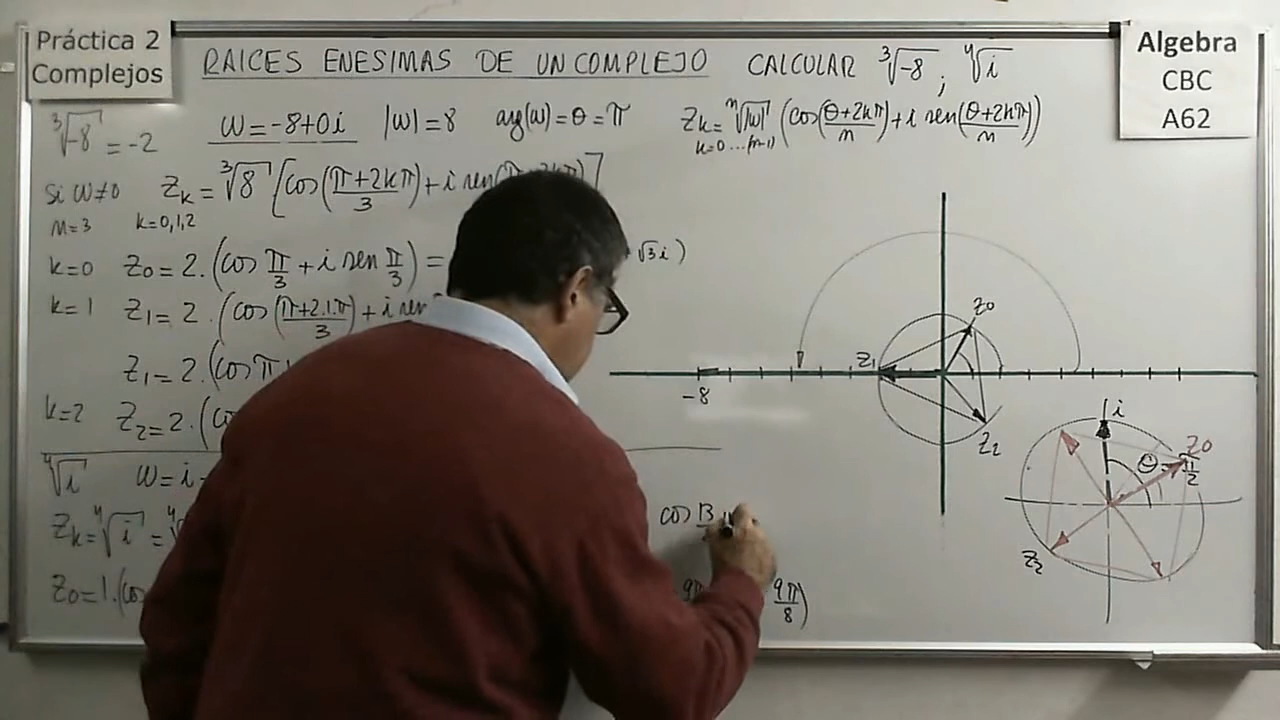 Práctica 2
Complejos
RAICES ENESIMAS DE UN COMPLEJO CALCULAR ∛-8 ; ∜i
Algebra
CBC
A62
∛-8 = -2 w=-8+0i |w|=8 arg(w)=θ=π Zk=ⁿ√|w| (cos(θ+2kπ/n)+i sen(θ+2kπ/n))
k=0...(n-1)
Si w≠0 Zk = ∛8 [cos(π+2kπ/3)+i sen(
n=3 k=0,1,2
k=0 Z0=2.(cos π/3 + i sen π/3) = √3i)
k=1 Z1=2.(cos(π+2.1.π/3)+i sen
Z1=2.(cos π
k=2 Z2=2.(co
∜i w=i
Zk=∜i =
Z0=1.(cos
cos 13
9π/8)
-8
Z0
Z1
Z2
i
Z0
θ=π/2
Z2